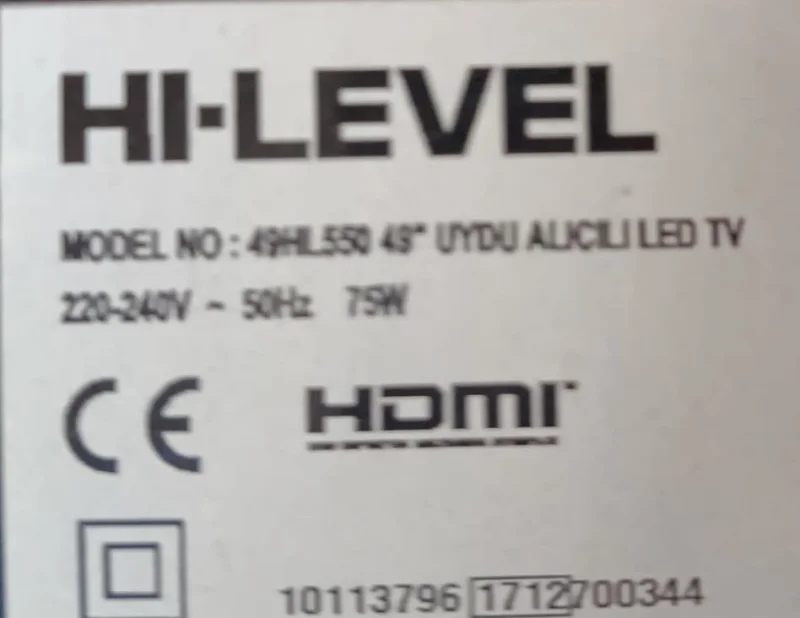 HI-LEVEL
MODEL NO : 49HL550 49" UYDU ALICILI LED TV
220-240V ~ 50Hz 75W
CE HDMI
10113796 1712700344